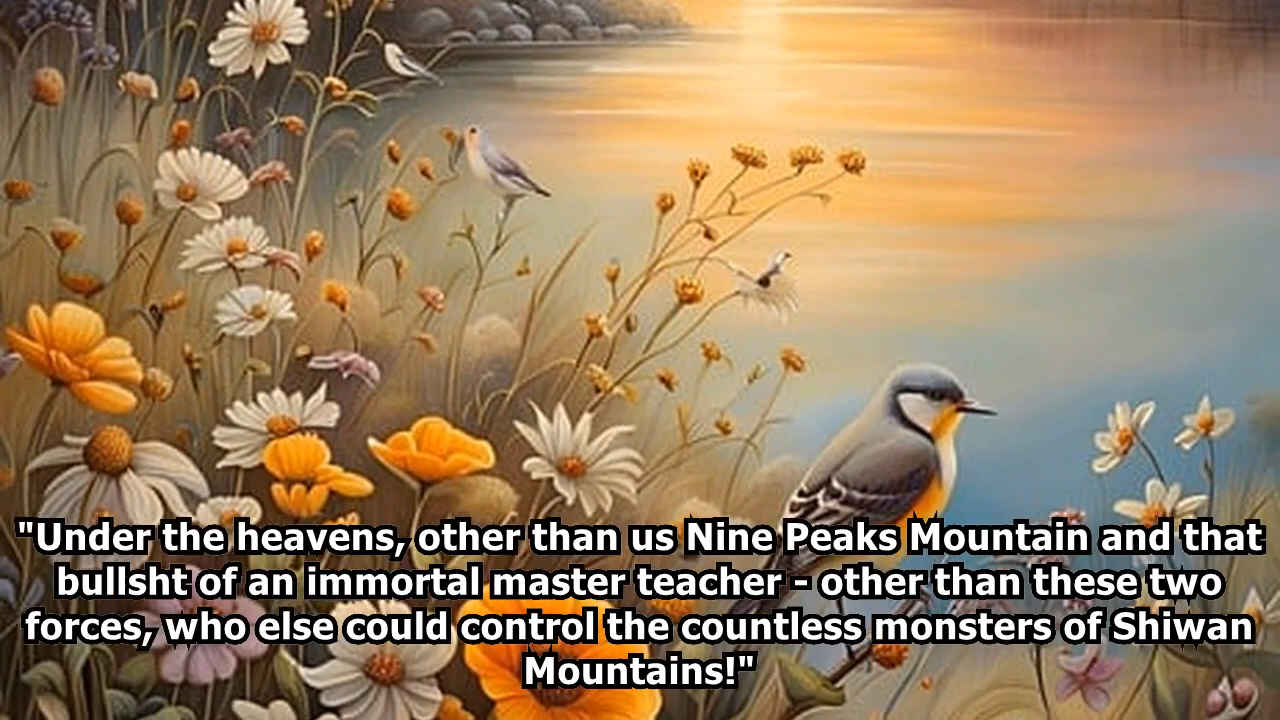 "Under the heavens, other than us Nine Peaks Mountain and that
bullsht of an immortal master teacher - other than these two
forces, who else could control the countless monsters of Shiwan
Mountains!"